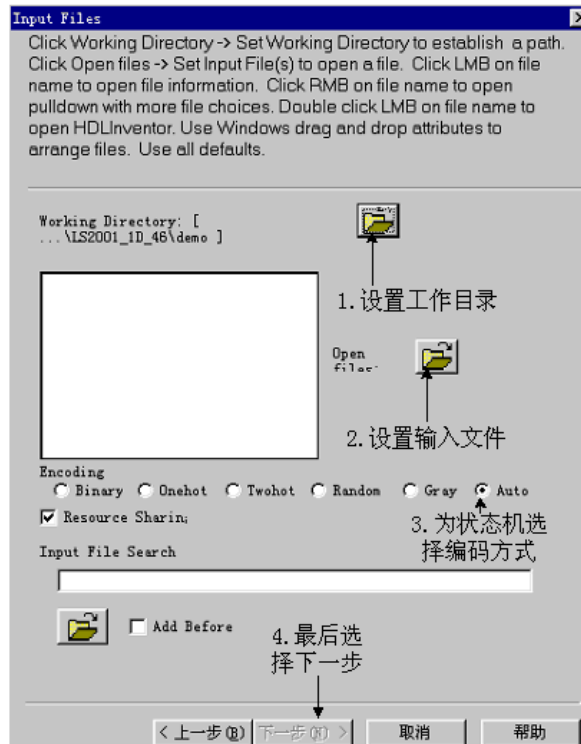 Input Files
Click Working Directory -> Set Working Directory to establish a path.
Click Open files -> Set Input File(s) to open a file. Click LMB on file
name to open file information. Click RMB on file name to open
pulldown with more file choices. Double click LMB on file name to
open HDLInventor. Use Windows drag and drop attributes to
arrange files. Use all defaults.
Working Directory: [
...\LS2001_1D_46\demo ]
1.设置工作目录
Open
files:
2.设置输入文件
Encoding
Binary Onehot Twohot Random Gray Auto
Resource Sharin
3.为状态机选
择编码方式
Input File Search
Add Before
4.最后选
择下一步
< 上一步(B) 下一步(N) > 取消 帮助